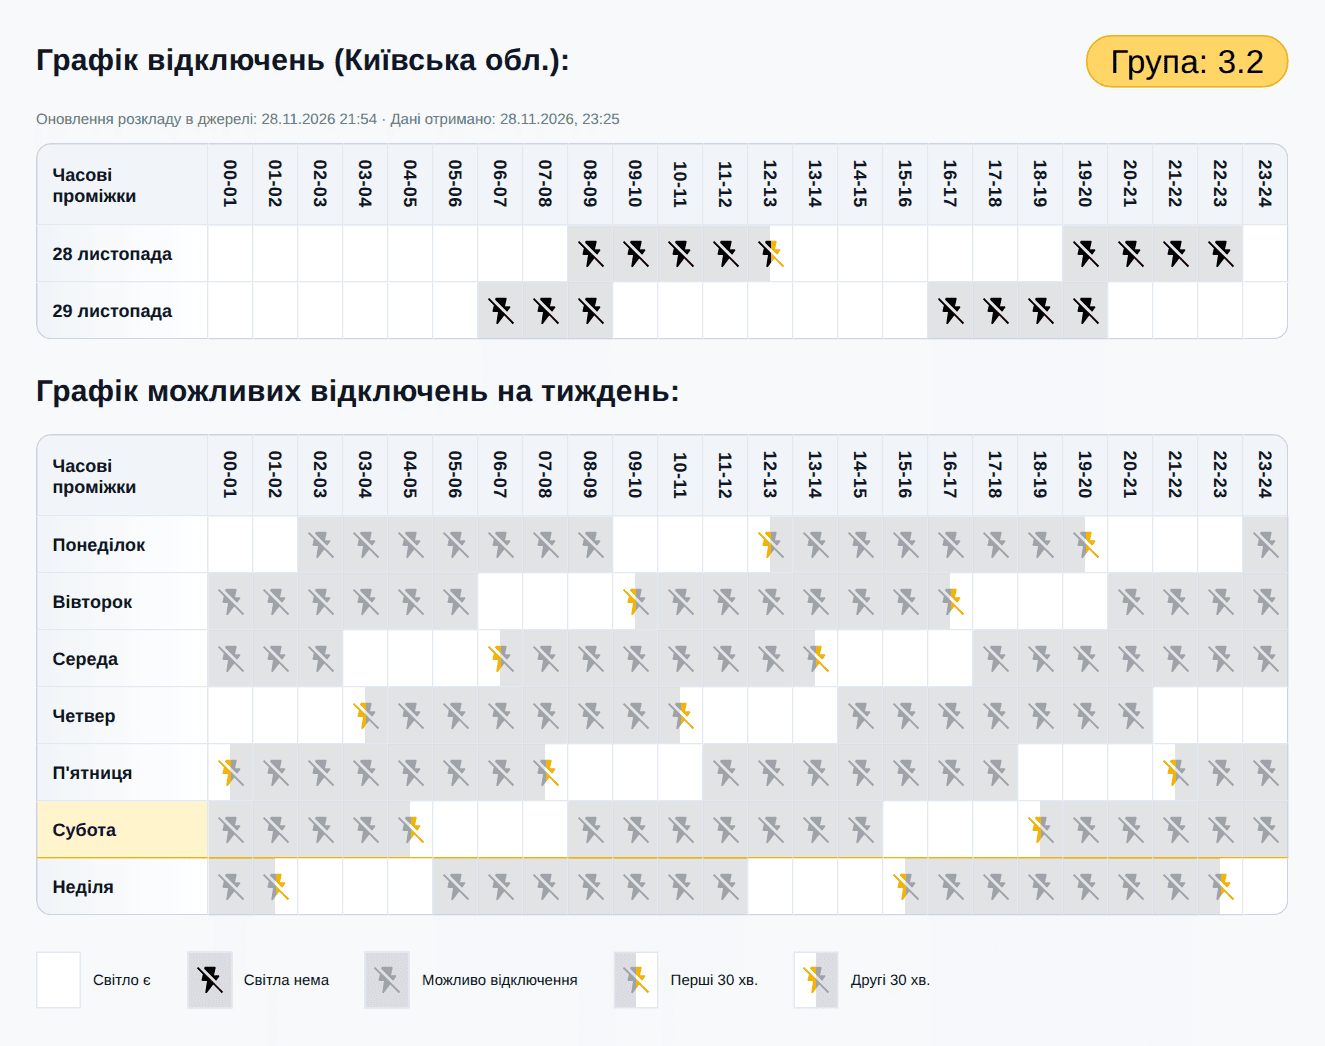 Графік відключень (Київська обл.):
Група: 3.2
Оновлення розкладу в джерелі: 28.11.2026 21:54 · Дані отримано: 28.11.2026, 23:25
Часові проміжки 00-01 01-02 02-03 03-04 04-05 05-06 06-07 07-08 08-09 09-10 10-11 11-12 12-13 13-14 14-15 15-16 16-17 17-18 18-19 19-20 20-21 21-22 22-23 23-24
28 листопада
29 листопада
Графік можливих відключень на тиждень:
Часові проміжки 00-01 01-02 02-03 03-04 04-05 05-06 06-07 07-08 08-09 09-10 10-11 11-12 12-13 13-14 14-15 15-16 16-17 17-18 18-19 19-20 20-21 21-22 22-23 23-24
Понеділок
Вівторок
Середа
Четвер
П'ятниця
Субота
Неділя
Світло є Світла нема Можливо відключення Перші 30 хв. Другі 30 хв.